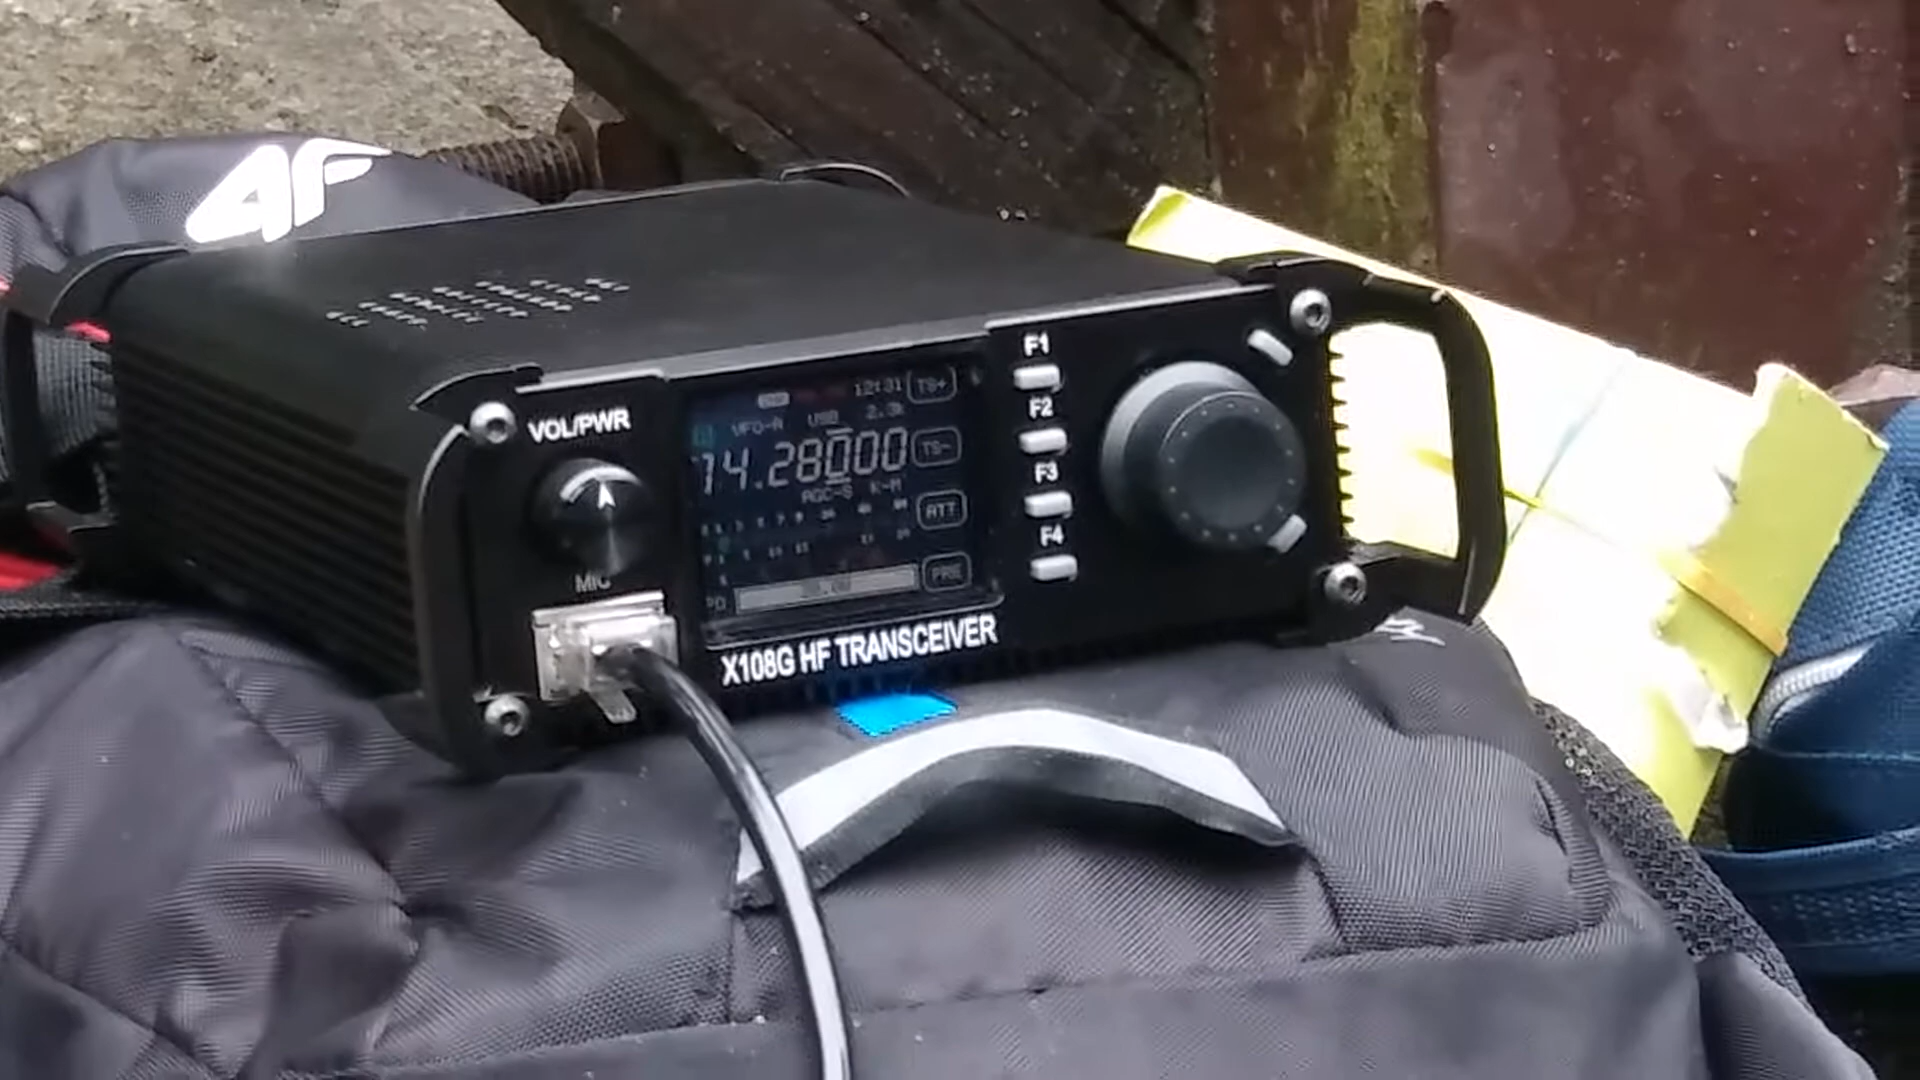 4F
VOL/PWR
MIC
12:31
TS+
VFO-A USB 2.3k
14.280000
TS-
AGC-S K-M
ATT
PRE
F1
F2
F3
F4
X108G HF TRANSCEIVER